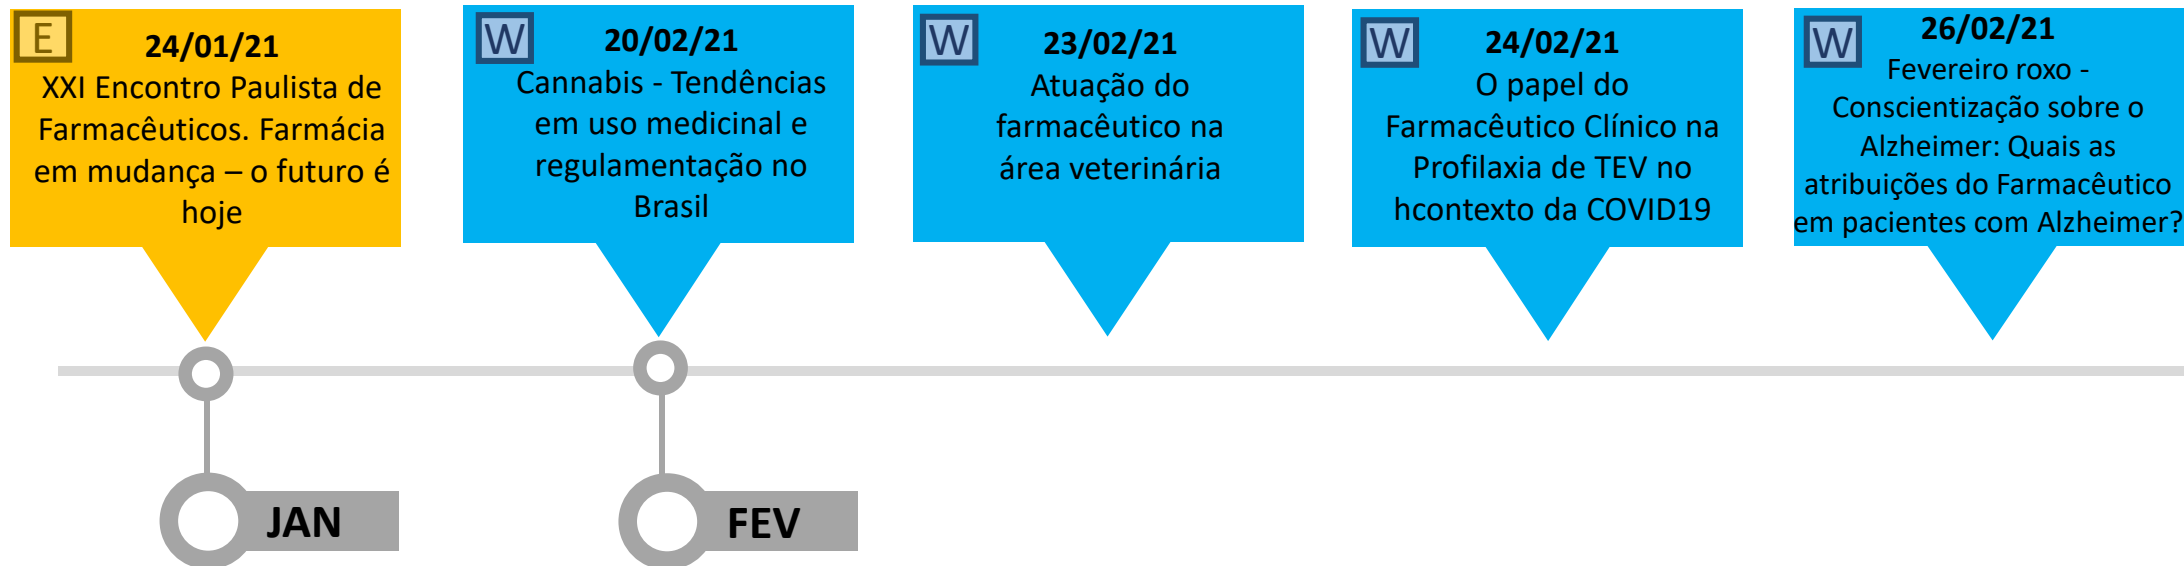 E
24/01/21
XXI Encontro Paulista de
Farmacêuticos. Farmácia
em mudança – o futuro é
hoje
W
20/02/21
Cannabis - Tendências
em uso medicinal e
regulamentação no
Brasil
W
23/02/21
Atuação do
farmacêutico na
área veterinária
W
24/02/21
O papel do
Farmacêutico Clínico na
Profilaxia de TEV no
hcontexto da COVID19
W
26/02/21
Fevereiro roxo -
Conscientização sobre o
Alzheimer: Quais as
atribuições do Farmacêutico
em pacientes com Alzheimer?
JAN
FEV